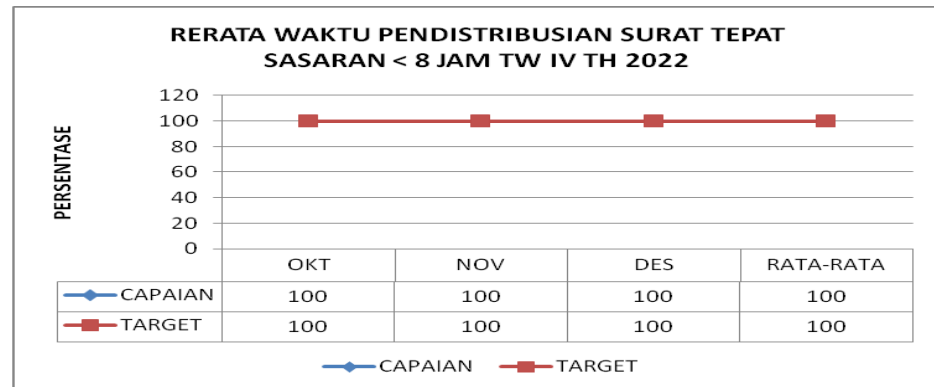 RERATA WAKTU PENDISTRIBUSIAN SURAT TEPAT
SASARAN < 8 JAM TW IV TH 2022
PERSENTASE
120
100
80
60
40
20
0
OKT NOV DES RATA-RATA
CAPAIAN 100 100 100 100
TARGET 100 100 100 100
CAPAIAN TARGET